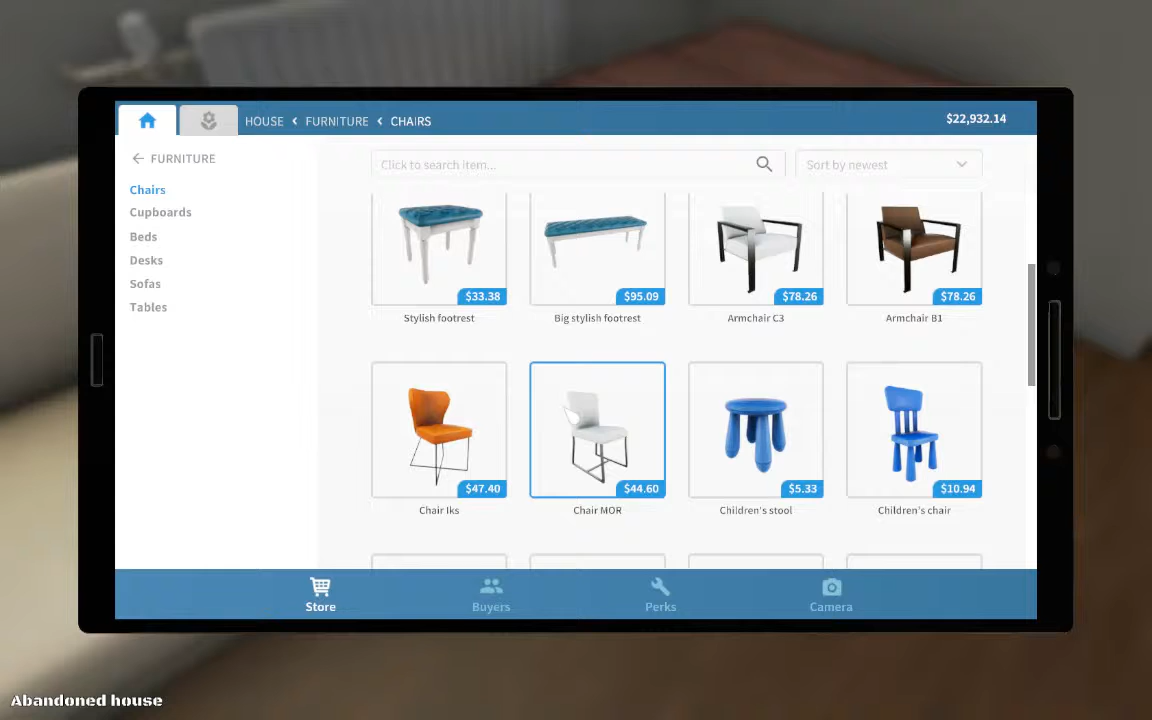 HOUSE < FURNITURE < CHAIRS
$22,932.14
FURNITURE
Click to search item...
Sort by newest
Chairs
Cupboards
Beds
Desks
Sofas
Tables
$33.38
$95.09
$78.26
$78.26
Stylish footrest
Big stylish footrest
Armchair C3
Armchair B1
$47.40
$44.60
$5.33
$10.94
Chair Iks
Chair MOR
Children's stool
Children's chair
Store
Buyers
Perks
Camera
Abandoned house